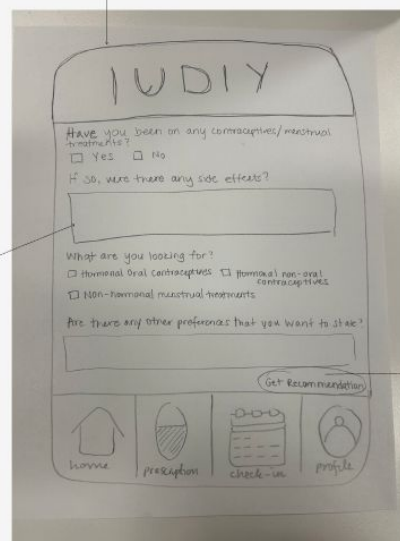 IUDIY
Have you been on any contraceptives/menstrual
treatments?
Yes No
If so, were there any side effects?
What are you looking for?
Hormonal Oral contraceptives Hormonal non-oral
contraceptives
Non-hormonal menstrual treatments
Are there any other preferences that you want to state?
Get Recommendation
home prescription check-in profile